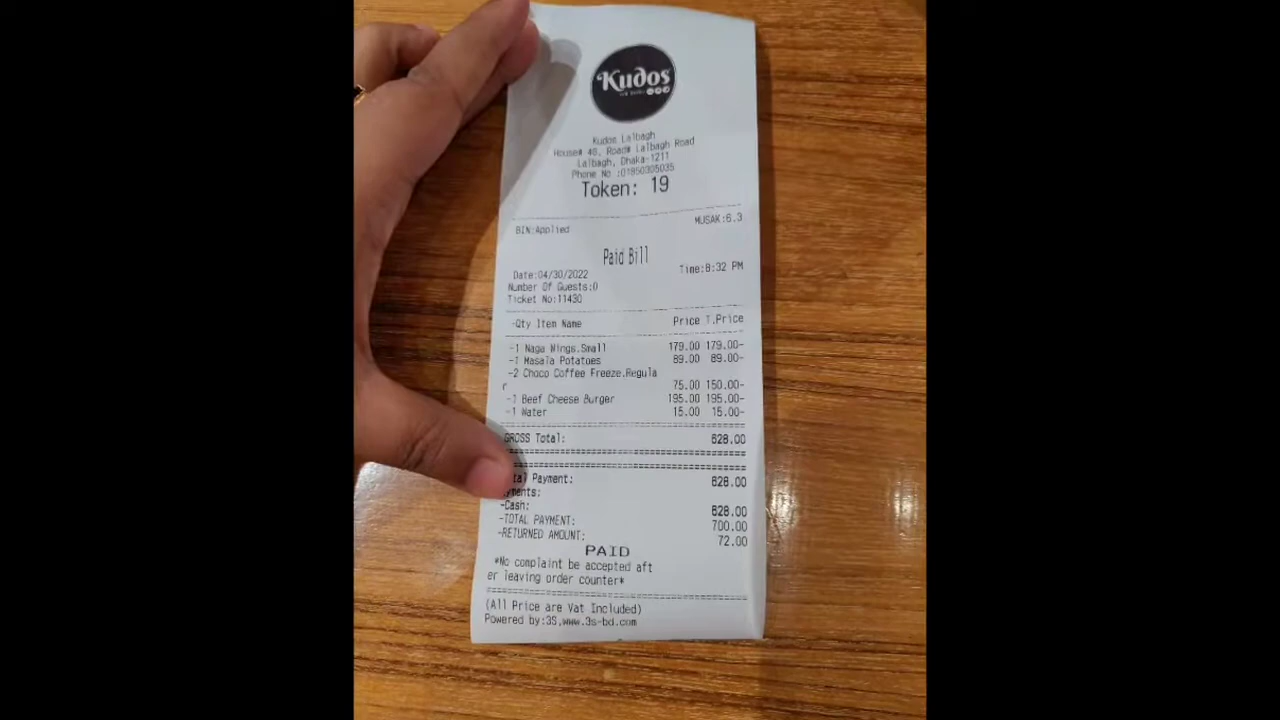 Kudos
Kudos Lalbagh
House# 46, Road# Lalbagh Road
Lalbagh, Dhaka-1211
Phone No :01950305035
Token: 19
BIN:Applied MUSAK:6.3
Paid Bill
Date:04/30/2022 Time:8:32 PM
Number Of Guests:0
Ticket No:11430
-Qty Item Name Price T.Price
-1 Naga Wings.Small 179.00 179.00-
-1 Masala Potatoes 89.00 89.00-
-2 Choco Coffee Freeze.Regula
r 75.00 150.00-
-1 Beef Cheese Burger 195.00 195.00-
-1 Water 15.00 15.00-
GROSS Total: 628.00
tal Payment: 628.00
yments:
-Cash: 628.00
-TOTAL PAYMENT: 700.00
-RETURNED AMOUNT: 72.00
PAID
*No complaint be accepted aft
er leaving order counter*
(All Price are Vat Included)
Powered by:3S,www.3s-bd.com